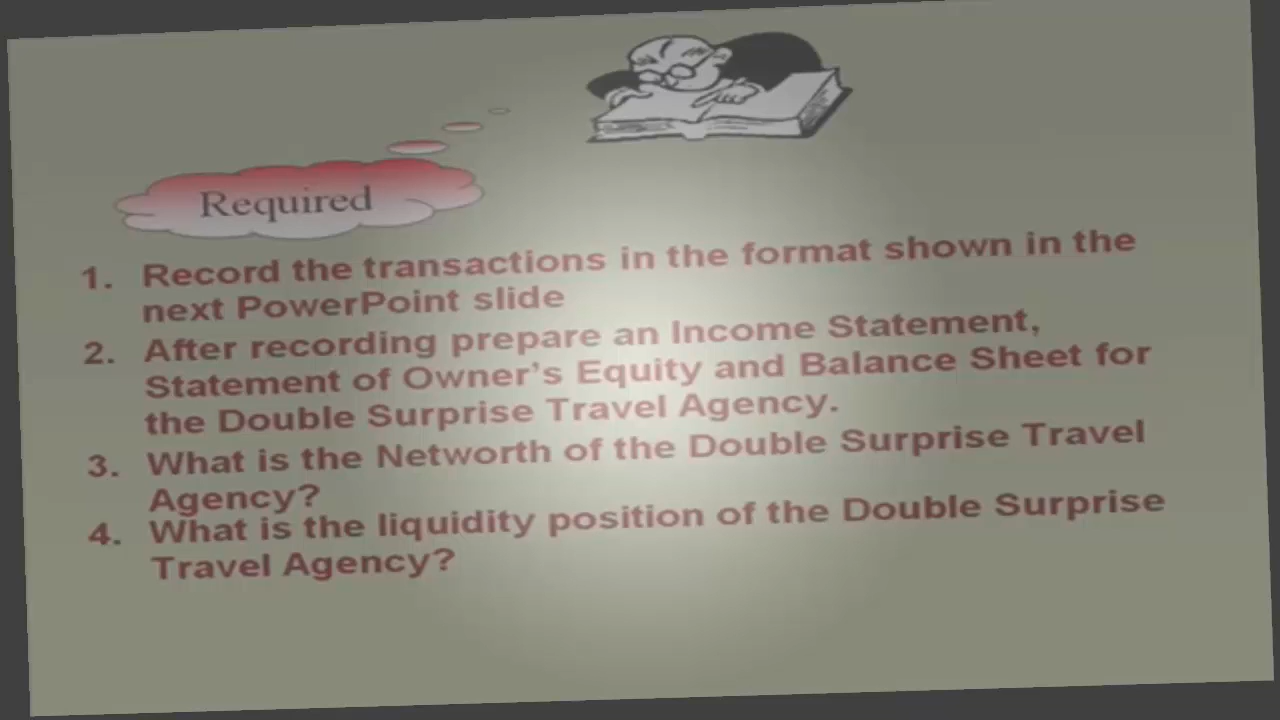 Required
1. Record the transactions in the format shown in the
next PowerPoint slide
2. After recording prepare an Income Statement,
Statement of Owner's Equity and Balance Sheet for
the Double Surprise Travel Agency.
3. What is the Networth of the Double Surprise Travel
Agency?
4. What is the liquidity position of the Double Surprise
Travel Agency?